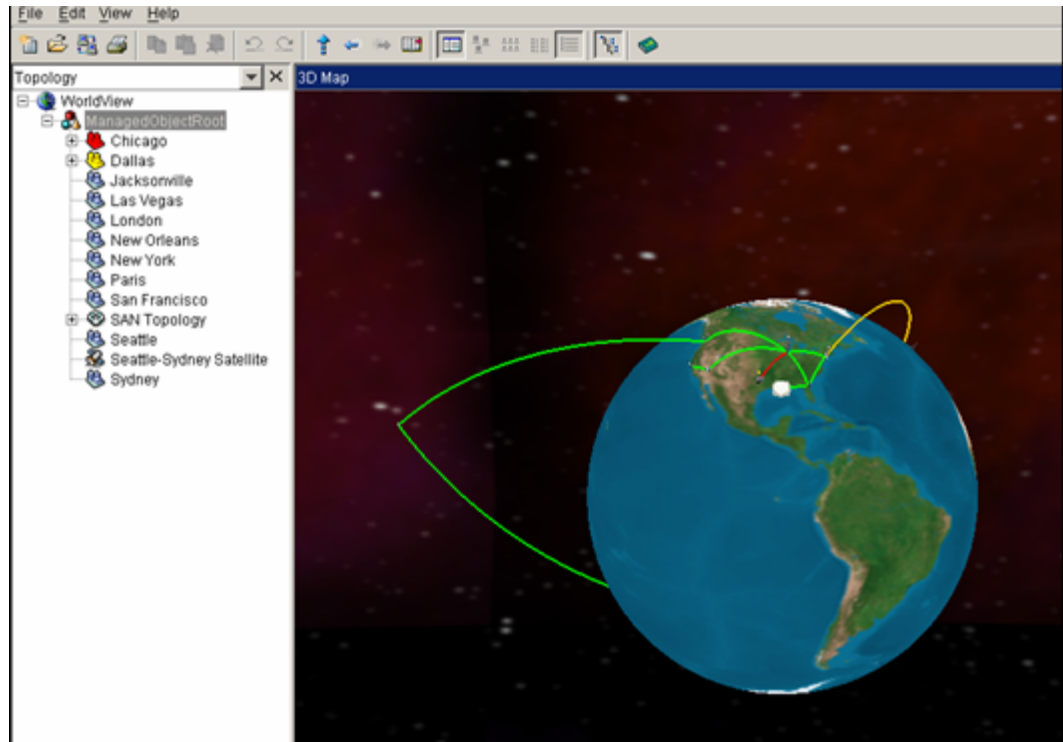 File Edit View Help
Topology
3D Map
WorldView
ManagedObjectRoot
Chicago
Dallas
Jacksonville
Las Vegas
London
New Orleans
New York
Paris
San Francisco
SAN Topology
Seattle
Seattle-Sydney Satellite
Sydney